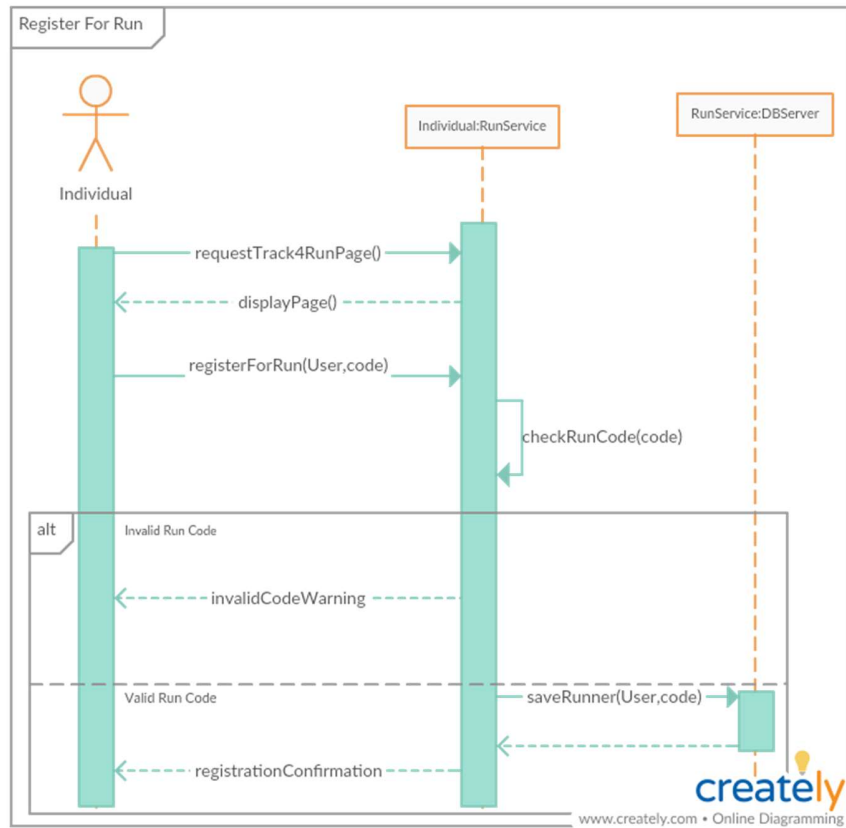 Register For Run
Individual:RunService
RunService:DBServer
Individual
requestTrack4RunPage()
displayPage()
registerForRun(User,code)
checkRunCode(code)
alt
Invalid Run Code
invalidCodeWarning
Valid Run Code
saveRunner(User,code)
registrationConfirmation
creately
www.creately.com • Online Diagramming